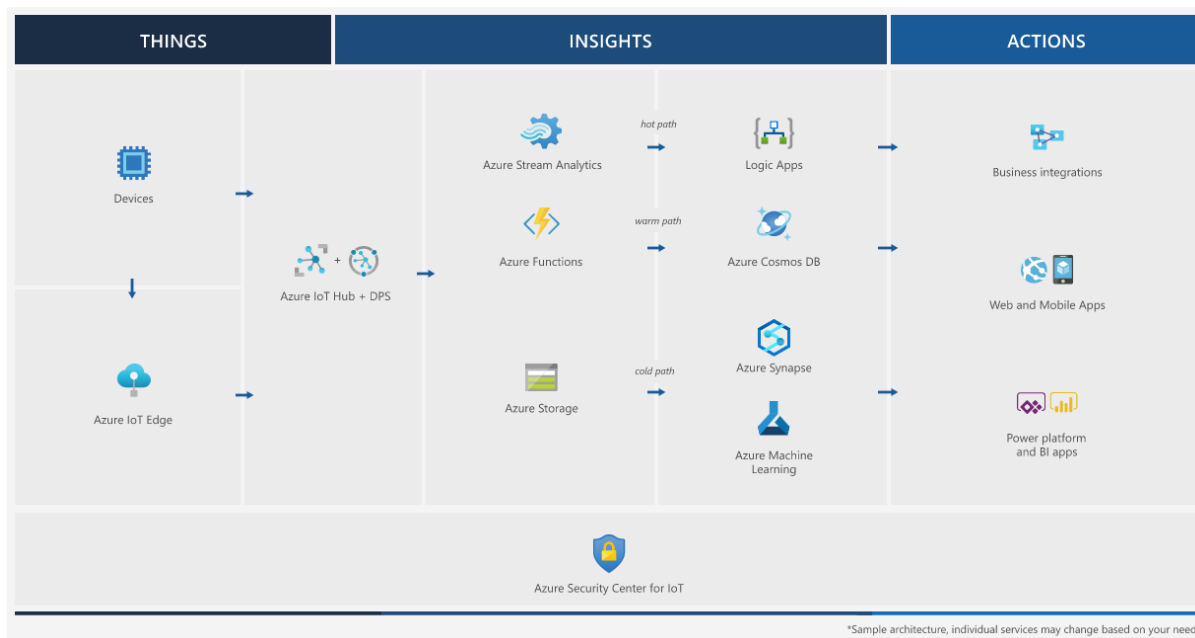 THINGS
INSIGHTS
ACTIONS
Devices
Azure IoT Edge
+
Azure IoT Hub + DPS
Azure Stream Analytics
hot path
Logic Apps
Business integrations
Azure Functions
warm path
Azure Cosmos DB
Web and Mobile Apps
Azure Storage
cold path
Azure Synapse
Azure Machine
Learning
Power platform
and BI apps
Azure Security Center for IoT
*Sample architecture, individual services may change based on your need